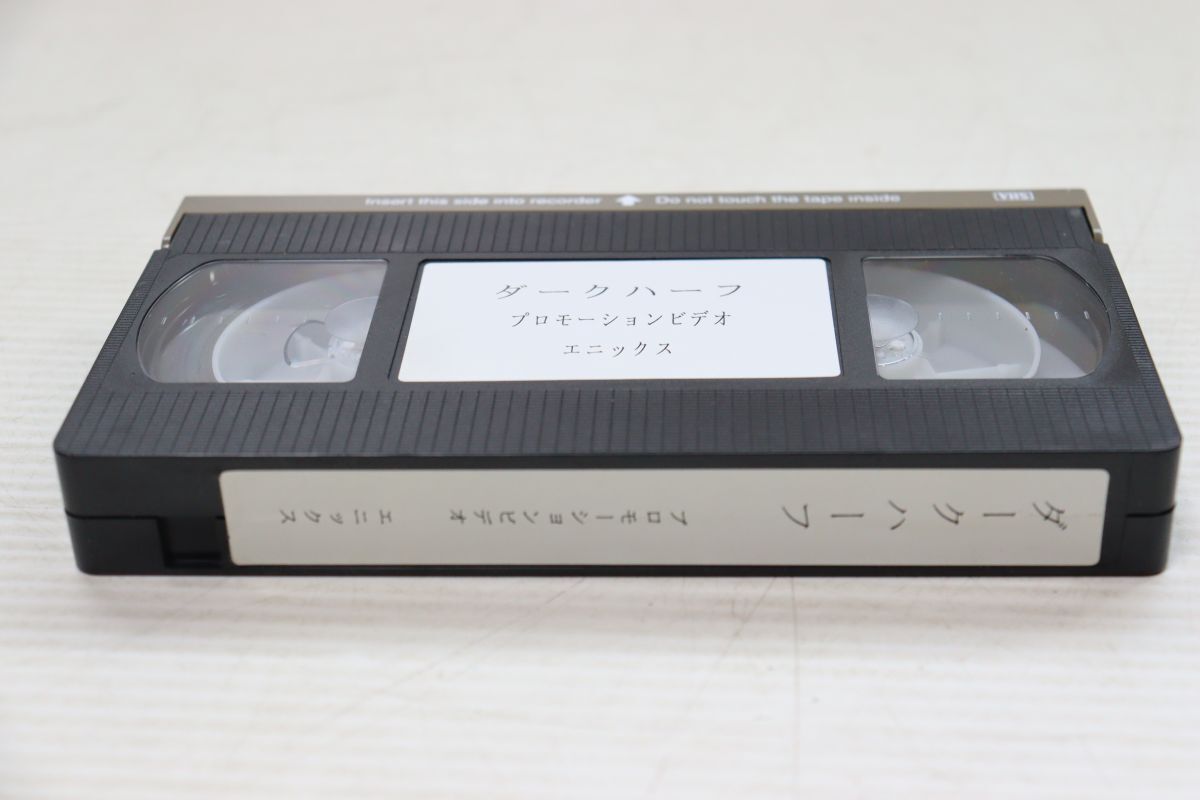 Insert this side into recorder ⬆ Do not touch the tape inside VHS
ダークハーフ
プロモーションビデオ
エニックス
ダークハーフ プロモーションビデオ エニックス